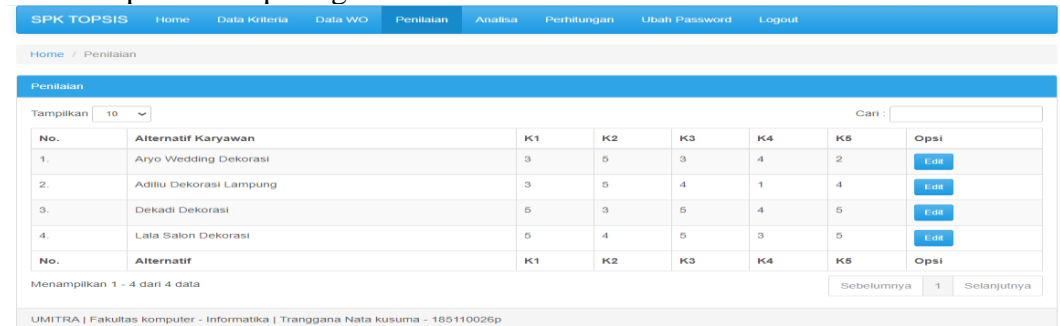 SPK TOPSIS Home Data Kriteria Data WO Penilaian Analisa Perhitungan Ubah Password Logout
Home / Penilaian
Penilaian
Tampilkan 10 Cari :
No. Alternatif Karyawan K1 K2 K3 K4 K5 Opsi
1. Aryo Wedding Dekorasi 3 5 3 4 2 Edit
2. Adiliu Dekorasi Lampung 3 5 4 1 4 Edit
3. Dekadi Dekorasi 5 3 5 4 5 Edit
4. Lala Salon Dekorasi 5 4 5 3 5 Edit
No. Alternatif K1 K2 K3 K4 K5 Opsi
Menampilkan 1 - 4 dari 4 data Sebelumnya 1 Selanjutnya
UMITRA | Fakultas komputer - Informatika | Tranggana Nata kusuma - 185110026p